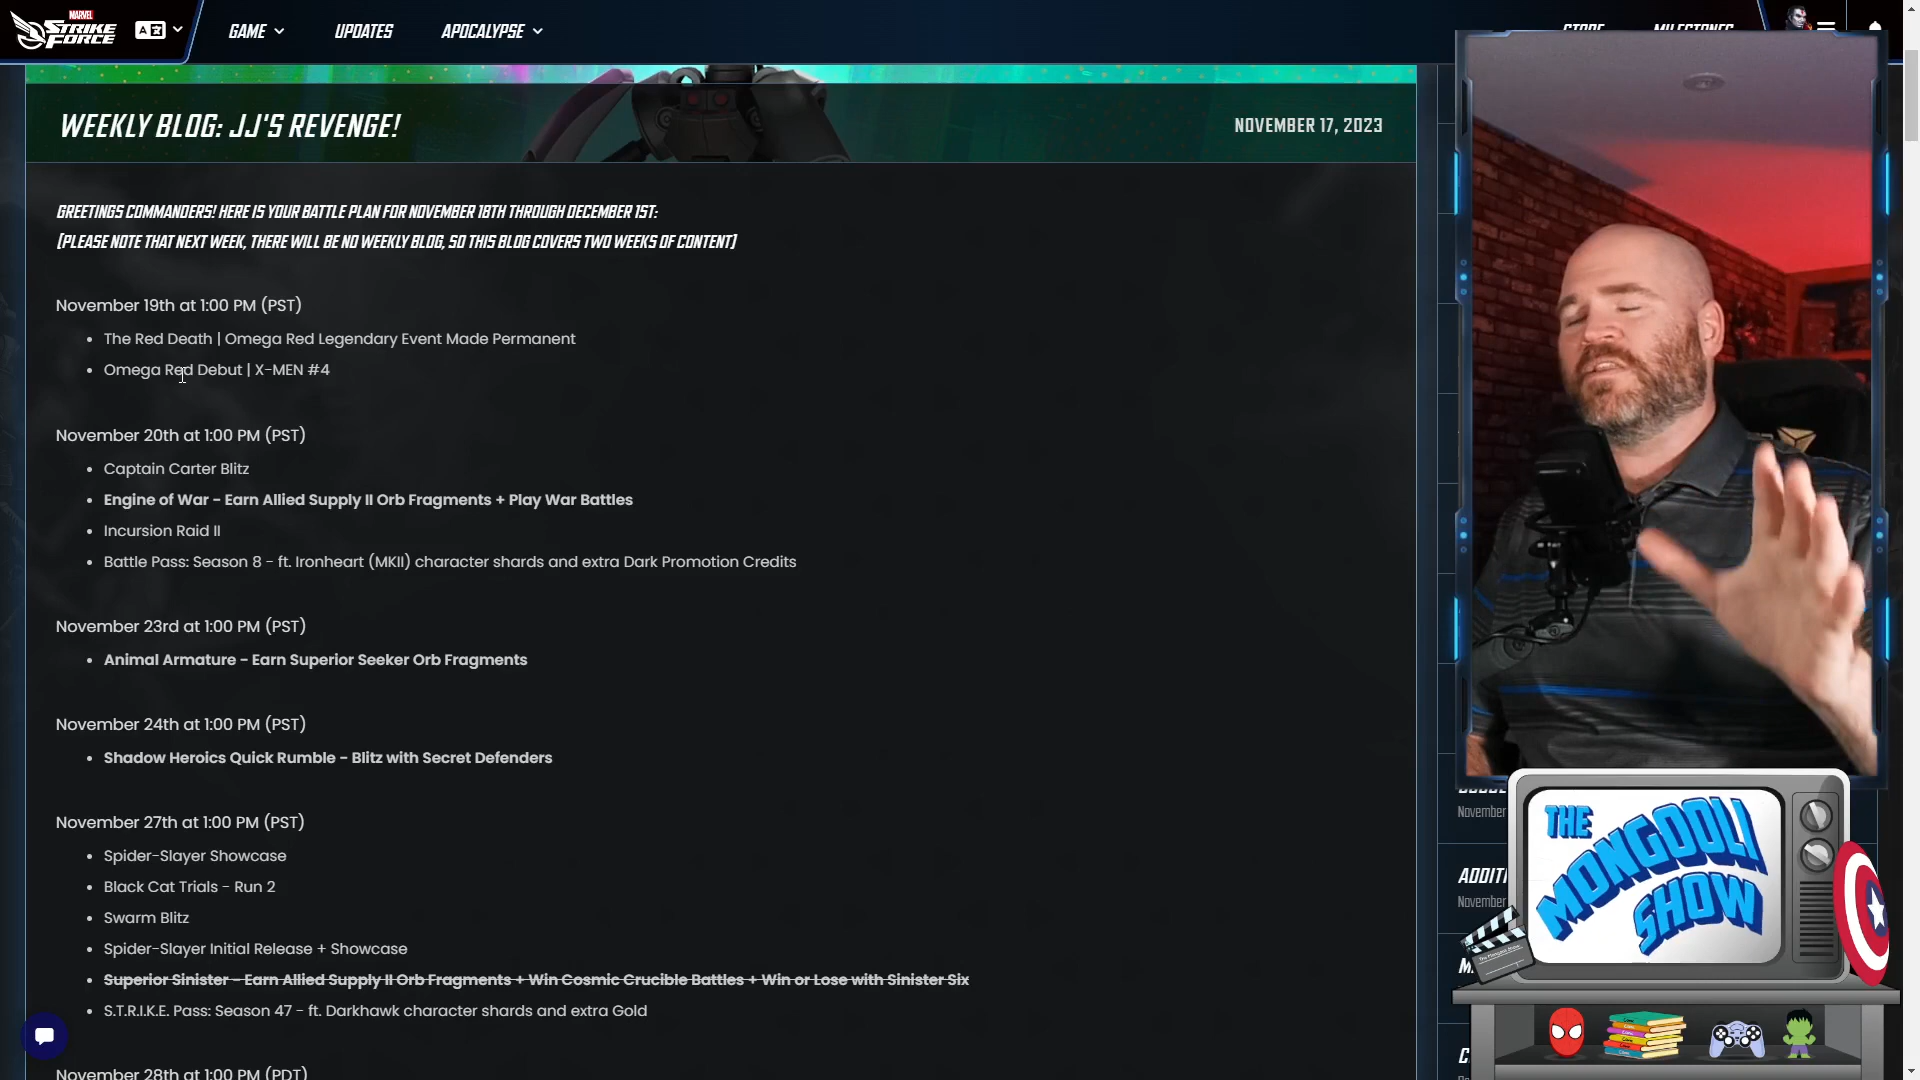 MARVEL
STRIKE
FORCE
GAME
UPDATES
APOCALYPSE
STORE
MILESTONES
WEEKLY BLOG: JJ'S REVENGE!
NOVEMBER 17, 2023
GREETINGS COMMANDERS! HERE IS YOUR BATTLE PLAN FOR NOVEMBER 18TH THROUGH DECEMBER 1ST:
[PLEASE NOTE THAT NEXT WEEK, THERE WILL BE NO WEEKLY BLOG, SO THIS BLOG COVERS TWO WEEKS OF CONTENT]
November 19th at 1:00 PM (PST)
• The Red Death | Omega Red Legendary Event Made Permanent
• Omega Red Debut | X-MEN #4
November 20th at 1:00 PM (PST)
• Captain Carter Blitz
• Engine of War - Earn Allied Supply II Orb Fragments + Play War Battles
• Incursion Raid II
• Battle Pass: Season 8 - ft. Ironheart (MKII) character shards and extra Dark Promotion Credits
November 23rd at 1:00 PM (PST)
• Animal Armature - Earn Superior Seeker Orb Fragments
November 24th at 1:00 PM (PST)
• Shadow Heroics Quick Rumble - Blitz with Secret Defenders
November 27th at 1:00 PM (PST)
• Spider-Slayer Showcase
• Black Cat Trials - Run 2
• Swarm Blitz
• Spider-Slayer Initial Release + Showcase
• Superior Sinister - Earn Allied Supply II Orb Fragments + Win Cosmic Crucible Battles + Win or Lose with Sinister Six
• S.T.R.I.K.E. Pass: Season 47 - ft. Darkhawk character shards and extra Gold
November 28th at 1:00 PM (PDT)
November
ADDITI
November
THE
MONGOOLI
SHOW